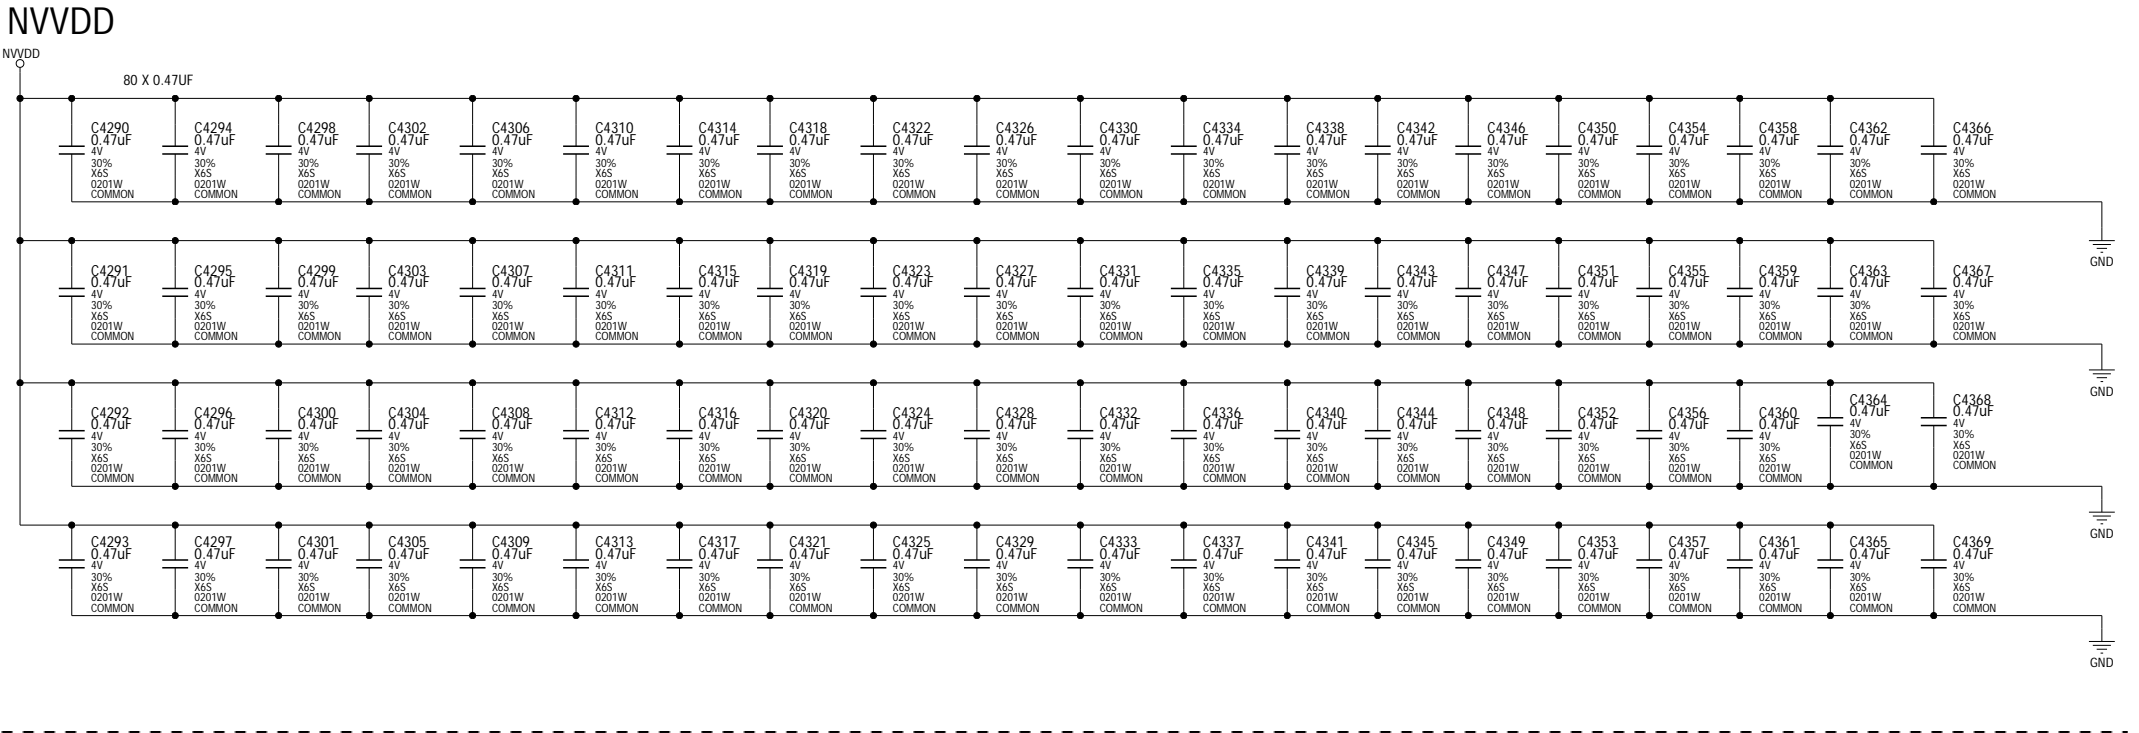 NVVDD
NVVDD
80 X 0.47UF
C4290 C4294 C4298 C4302 C4306 C4310 C4314 C4318 C4322 C4326 C4330 C4334 C4338 C4342 C4346 C4350 C4354 C4358 C4362 C4366
0.47uF 0.47uF 0.47uF 0.47uF 0.47uF 0.47uF 0.47uF 0.47uF 0.47uF 0.47uF 0.47uF 0.47uF 0.47uF 0.47uF 0.47uF 0.47uF 0.47uF 0.47uF 0.47uF 0.47uF
4V 4V 4V 4V 4V 4V 4V 4V 4V 4V 4V 4V 4V 4V 4V 4V 4V 4V 4V 4V
30% 30% 30% 30% 30% 30% 30% 30% 30% 30% 30% 30% 30% 30% 30% 30% 30% 30% 30% 30%
X6S X6S X6S X6S X6S X6S X6S X6S X6S X6S X6S X6S X6S X6S X6S X6S X6S X6S X6S X6S
0201W 0201W 0201W 0201W 0201W 0201W 0201W 0201W 0201W 0201W 0201W 0201W 0201W 0201W 0201W 0201W 0201W 0201W 0201W 0201W
COMMON COMMON COMMON COMMON COMMON COMMON COMMON COMMON COMMON COMMON COMMON COMMON COMMON COMMON COMMON COMMON COMMON COMMON COMMON COMMON
GND
C4291 C4295 C4299 C4303 C4307 C4311 C4315 C4319 C4323 C4327 C4331 C4335 C4339 C4343 C4347 C4351 C4355 C4359 C4363 C4367
0.47uF 0.47uF 0.47uF 0.47uF 0.47uF 0.47uF 0.47uF 0.47uF 0.47uF 0.47uF 0.47uF 0.47uF 0.47uF 0.47uF 0.47uF 0.47uF 0.47uF 0.47uF 0.47uF 0.47uF
4V 4V 4V 4V 4V 4V 4V 4V 4V 4V 4V 4V 4V 4V 4V 4V 4V 4V 4V 4V
30% 30% 30% 30% 30% 30% 30% 30% 30% 30% 30% 30% 30% 30% 30% 30% 30% 30% 30% 30%
X6S X6S X6S X6S X6S X6S X6S X6S X6S X6S X6S X6S X6S X6S X6S X6S X6S X6S X6S X6S
0201W 0201W 0201W 0201W 0201W 0201W 0201W 0201W 0201W 0201W 0201W 0201W 0201W 0201W 0201W 0201W 0201W 0201W 0201W 0201W
COMMON COMMON COMMON COMMON COMMON COMMON COMMON COMMON COMMON COMMON COMMON COMMON COMMON COMMON COMMON COMMON COMMON COMMON COMMON COMMON
GND
C4292 C4296 C4300 C4304 C4308 C4312 C4316 C4320 C4324 C4328 C4332 C4336 C4340 C4344 C4348 C4352 C4356 C4360 C4364 C4368
0.47uF 0.47uF 0.47uF 0.47uF 0.47uF 0.47uF 0.47uF 0.47uF 0.47uF 0.47uF 0.47uF 0.47uF 0.47uF 0.47uF 0.47uF 0.47uF 0.47uF 0.47uF 0.47uF 0.47uF
4V 4V 4V 4V 4V 4V 4V 4V 4V 4V 4V 4V 4V 4V 4V 4V 4V 4V 4V 4V
30% 30% 30% 30% 30% 30% 30% 30% 30% 30% 30% 30% 30% 30% 30% 30% 30% 30% 30% 30%
X6S X6S X6S X6S X6S X6S X6S X6S X6S X6S X6S X6S X6S X6S X6S X6S X6S X6S X6S X6S
0201W 0201W 0201W 0201W 0201W 0201W 0201W 0201W 0201W 0201W 0201W 0201W 0201W 0201W 0201W 0201W 0201W 0201W 0201W 0201W
COMMON COMMON COMMON COMMON COMMON COMMON COMMON COMMON COMMON COMMON COMMON COMMON COMMON COMMON COMMON COMMON COMMON COMMON COMMON COMMON
GND
C4293 C4297 C4301 C4305 C4309 C4313 C4317 C4321 C4325 C4329 C4333 C4337 C4341 C4345 C4349 C4353 C4357 C4361 C4365 C4369
0.47uF 0.47uF 0.47uF 0.47uF 0.47uF 0.47uF 0.47uF 0.47uF 0.47uF 0.47uF 0.47uF 0.47uF 0.47uF 0.47uF 0.47uF 0.47uF 0.47uF 0.47uF 0.47uF 0.47uF
4V 4V 4V 4V 4V 4V 4V 4V 4V 4V 4V 4V 4V 4V 4V 4V 4V 4V 4V 4V
30% 30% 30% 30% 30% 30% 30% 30% 30% 30% 30% 30% 30% 30% 30% 30% 30% 30% 30% 30%
X6S X6S X6S X6S X6S X6S X6S X6S X6S X6S X6S X6S X6S X6S X6S X6S X6S X6S X6S X6S
0201W 0201W 0201W 0201W 0201W 0201W 0201W 0201W 0201W 0201W 0201W 0201W 0201W 0201W 0201W 0201W 0201W 0201W 0201W 0201W
COMMON COMMON COMMON COMMON COMMON COMMON COMMON COMMON COMMON COMMON COMMON COMMON COMMON COMMON COMMON COMMON COMMON COMMON COMMON COMMON
GND